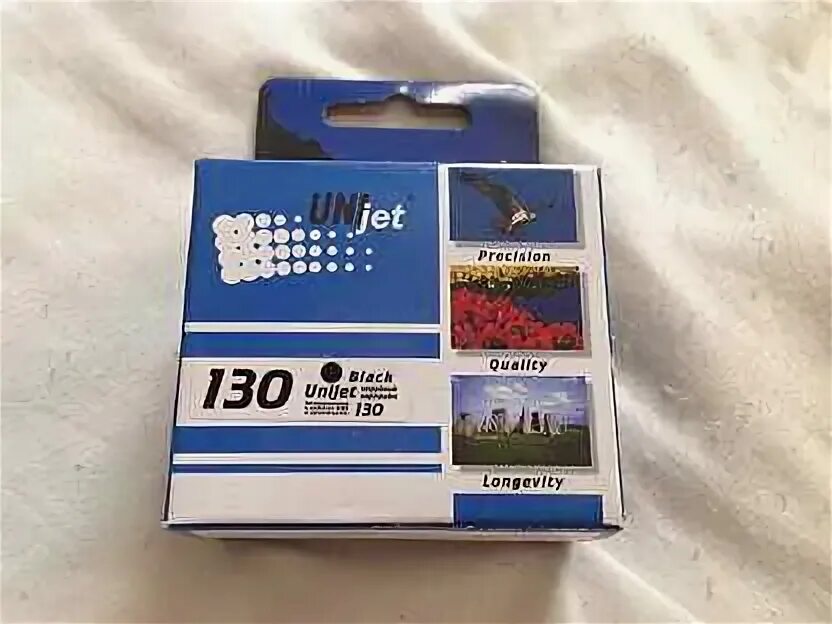 UNIjet
Precision
Quality
130
Black
UniJet
130
Longevity